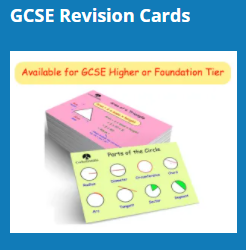 GCSE Revision Cards
Available for GCSE Higher or Foundation Tier
Parts of the Circle
Radius
Diameter
Circumference
Chord
Arc
Tangent
Sector
Segment